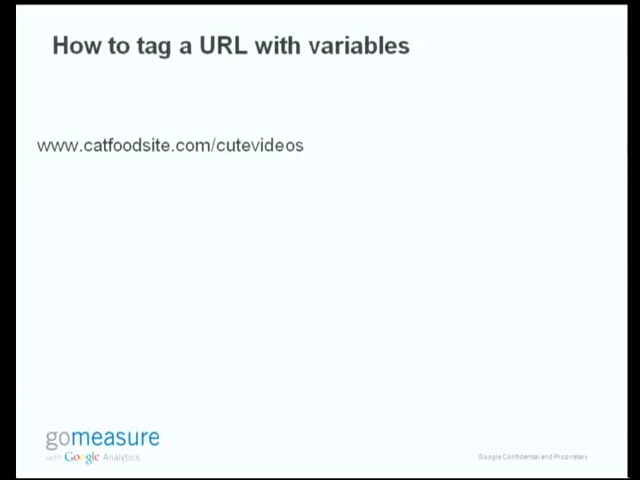 How to tag a URL with variables
www.catfoodsite.com/cutevideos
gomeasure
with Google Analytics
Google Confidential and Proprietary